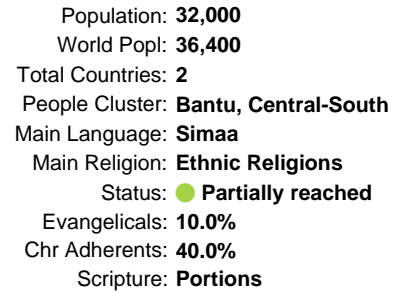 Population: 32,000
World Popl: 36,400
Total Countries: 2
People Cluster: Bantu, Central-South
Main Language: Simaa
Main Religion: Ethnic Religions
Status: Partially reached
Evangelicals: 10.0%
Chr Adherents: 40.0%
Scripture: Portions